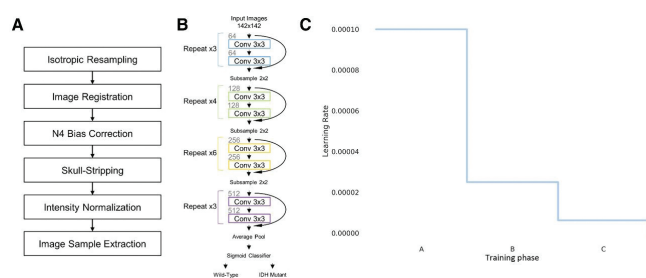 A
Isotropic Resampling
Image Registration
N4 Bias Correction
Skull-Stripping
Intensity Normalization
Image Sample Extraction
B
Input Images
142x142
Repeat x3
64
Conv 3x3
64
Conv 3x3
Subsample 2x2
Repeat x4
128
Conv 3x3
128
Conv 3x3
Subsample 2x2
Repeat x6
256
Conv 3x3
256
Conv 3x3
Subsample 2x2
Repeat x3
512
Conv 3x3
512
Conv 3x3
Average Pool
Sigmoid Classifier
Wild-Type IDH Mutant
C
Learning Rate
0.00010
0.00008
0.00006
0.00004
0.00002
0.00000
A B C
Training phase